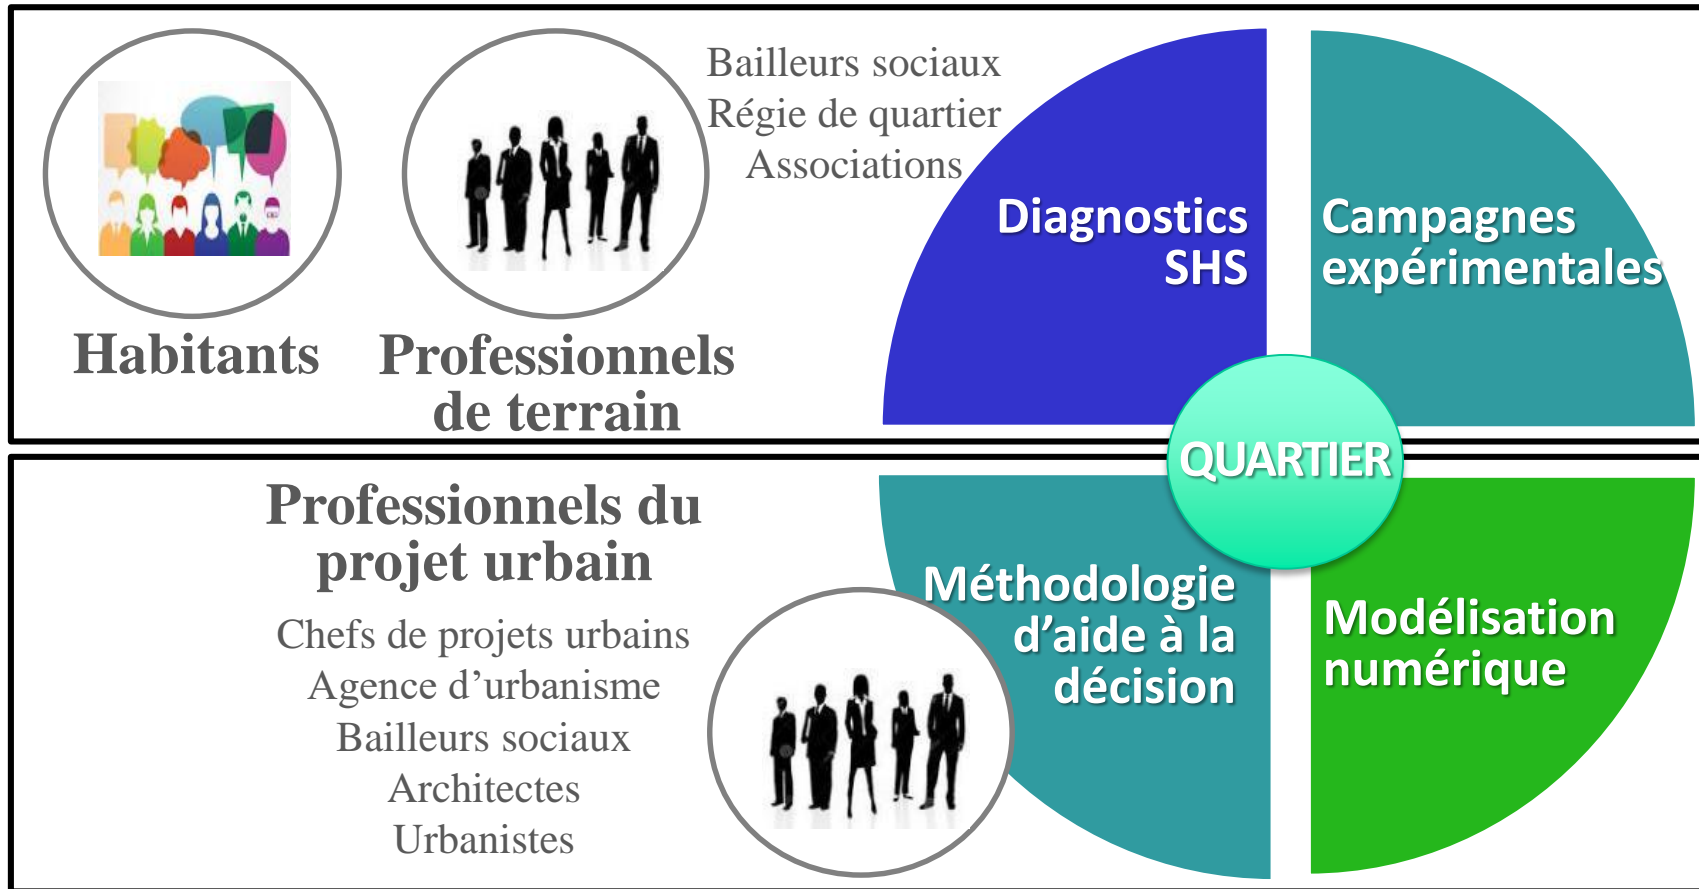 Habitants
Professionnels
de terrain
Bailleurs sociaux
Régie de quartier
Associations
Diagnostics
SHS
Campagnes
expérimentales
QUARTIER
Professionnels du
projet urbain
Chefs de projets urbains
Agence d’urbanisme
Bailleurs sociaux
Architectes
Urbanistes
Méthodologie
d’aide à la
décision
Modélisation
numérique